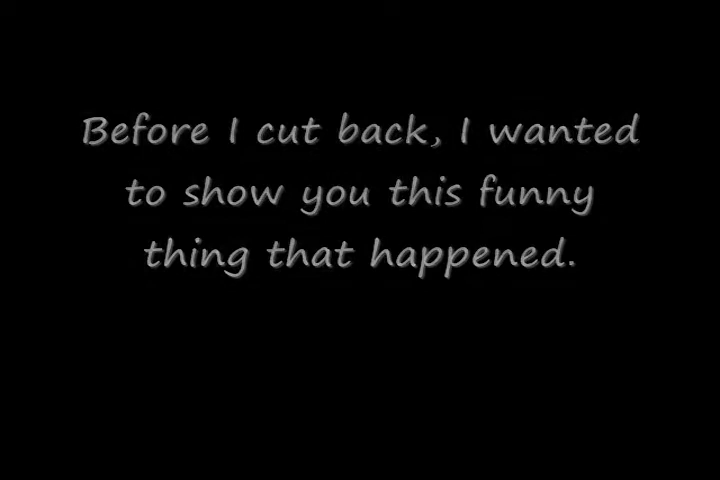 Before I cut back, I wanted
to show you this funny
thing that happened.